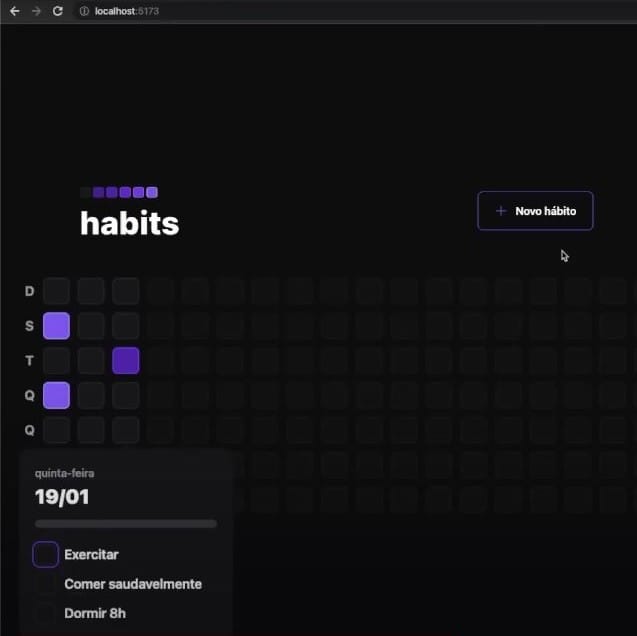 localhost:5173
habits
+ Novo hábito
D
S
T
Q
Q
quinta-feira
19/01
Exercitar
Comer saudavelmente
Dormir 8h